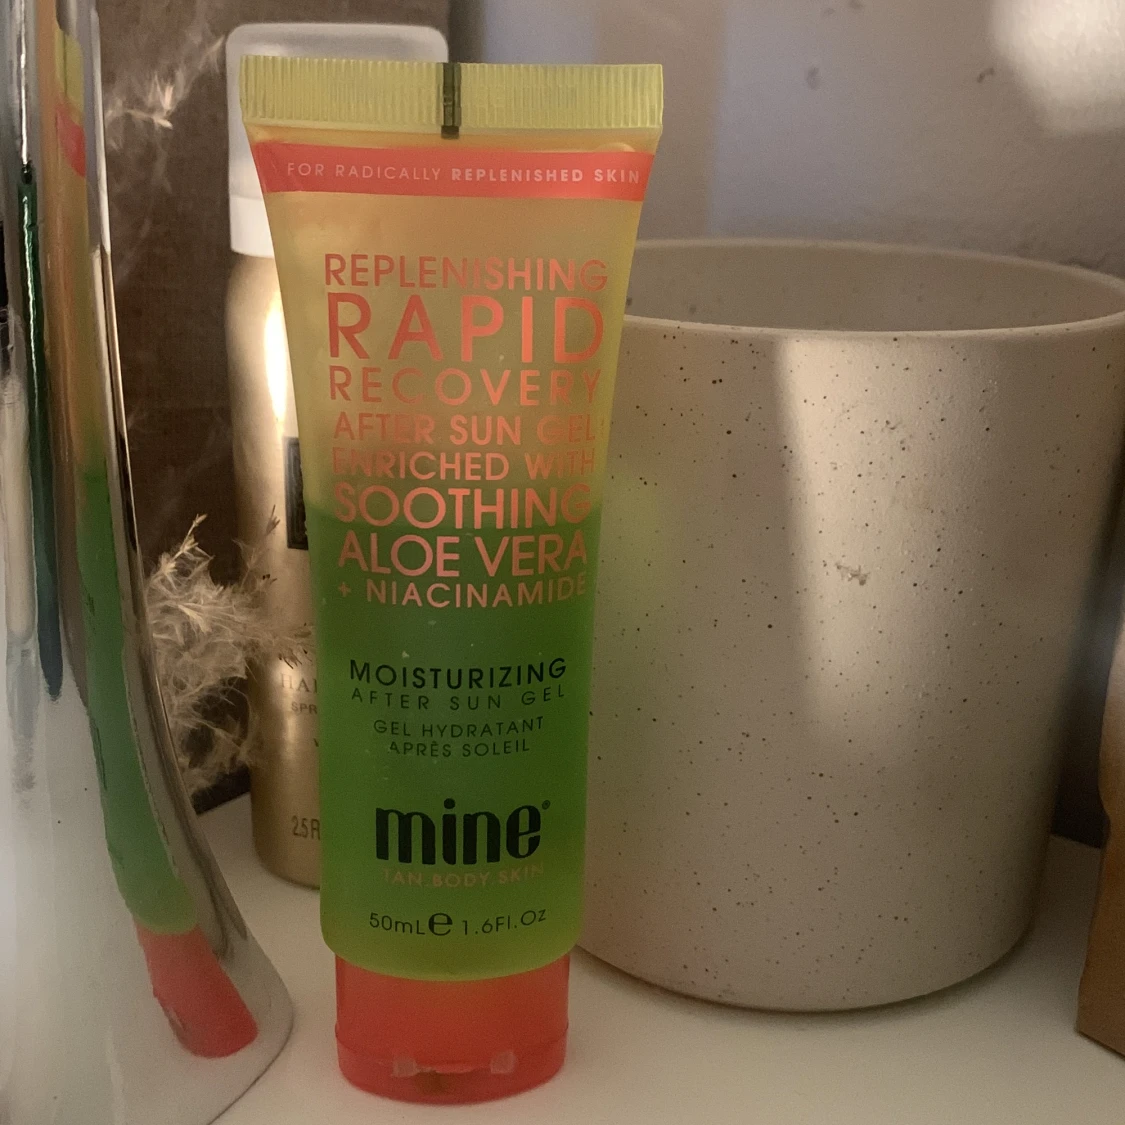 FOR RADICALLY REPLENISHED SKIN
REPLENISHING
RAPID
RECOVERY
AFTER SUN GEL
ENRICHED WITH
SOOTHING
ALOE VERA
+ NIACINAMIDE
MOISTURIZING
AFTER SUN GEL
GEL HYDRATANT
APRÈS SOLEIL
mine®
TAN.BODY.SKIN
50mL℮ 1.6Fl.Oz